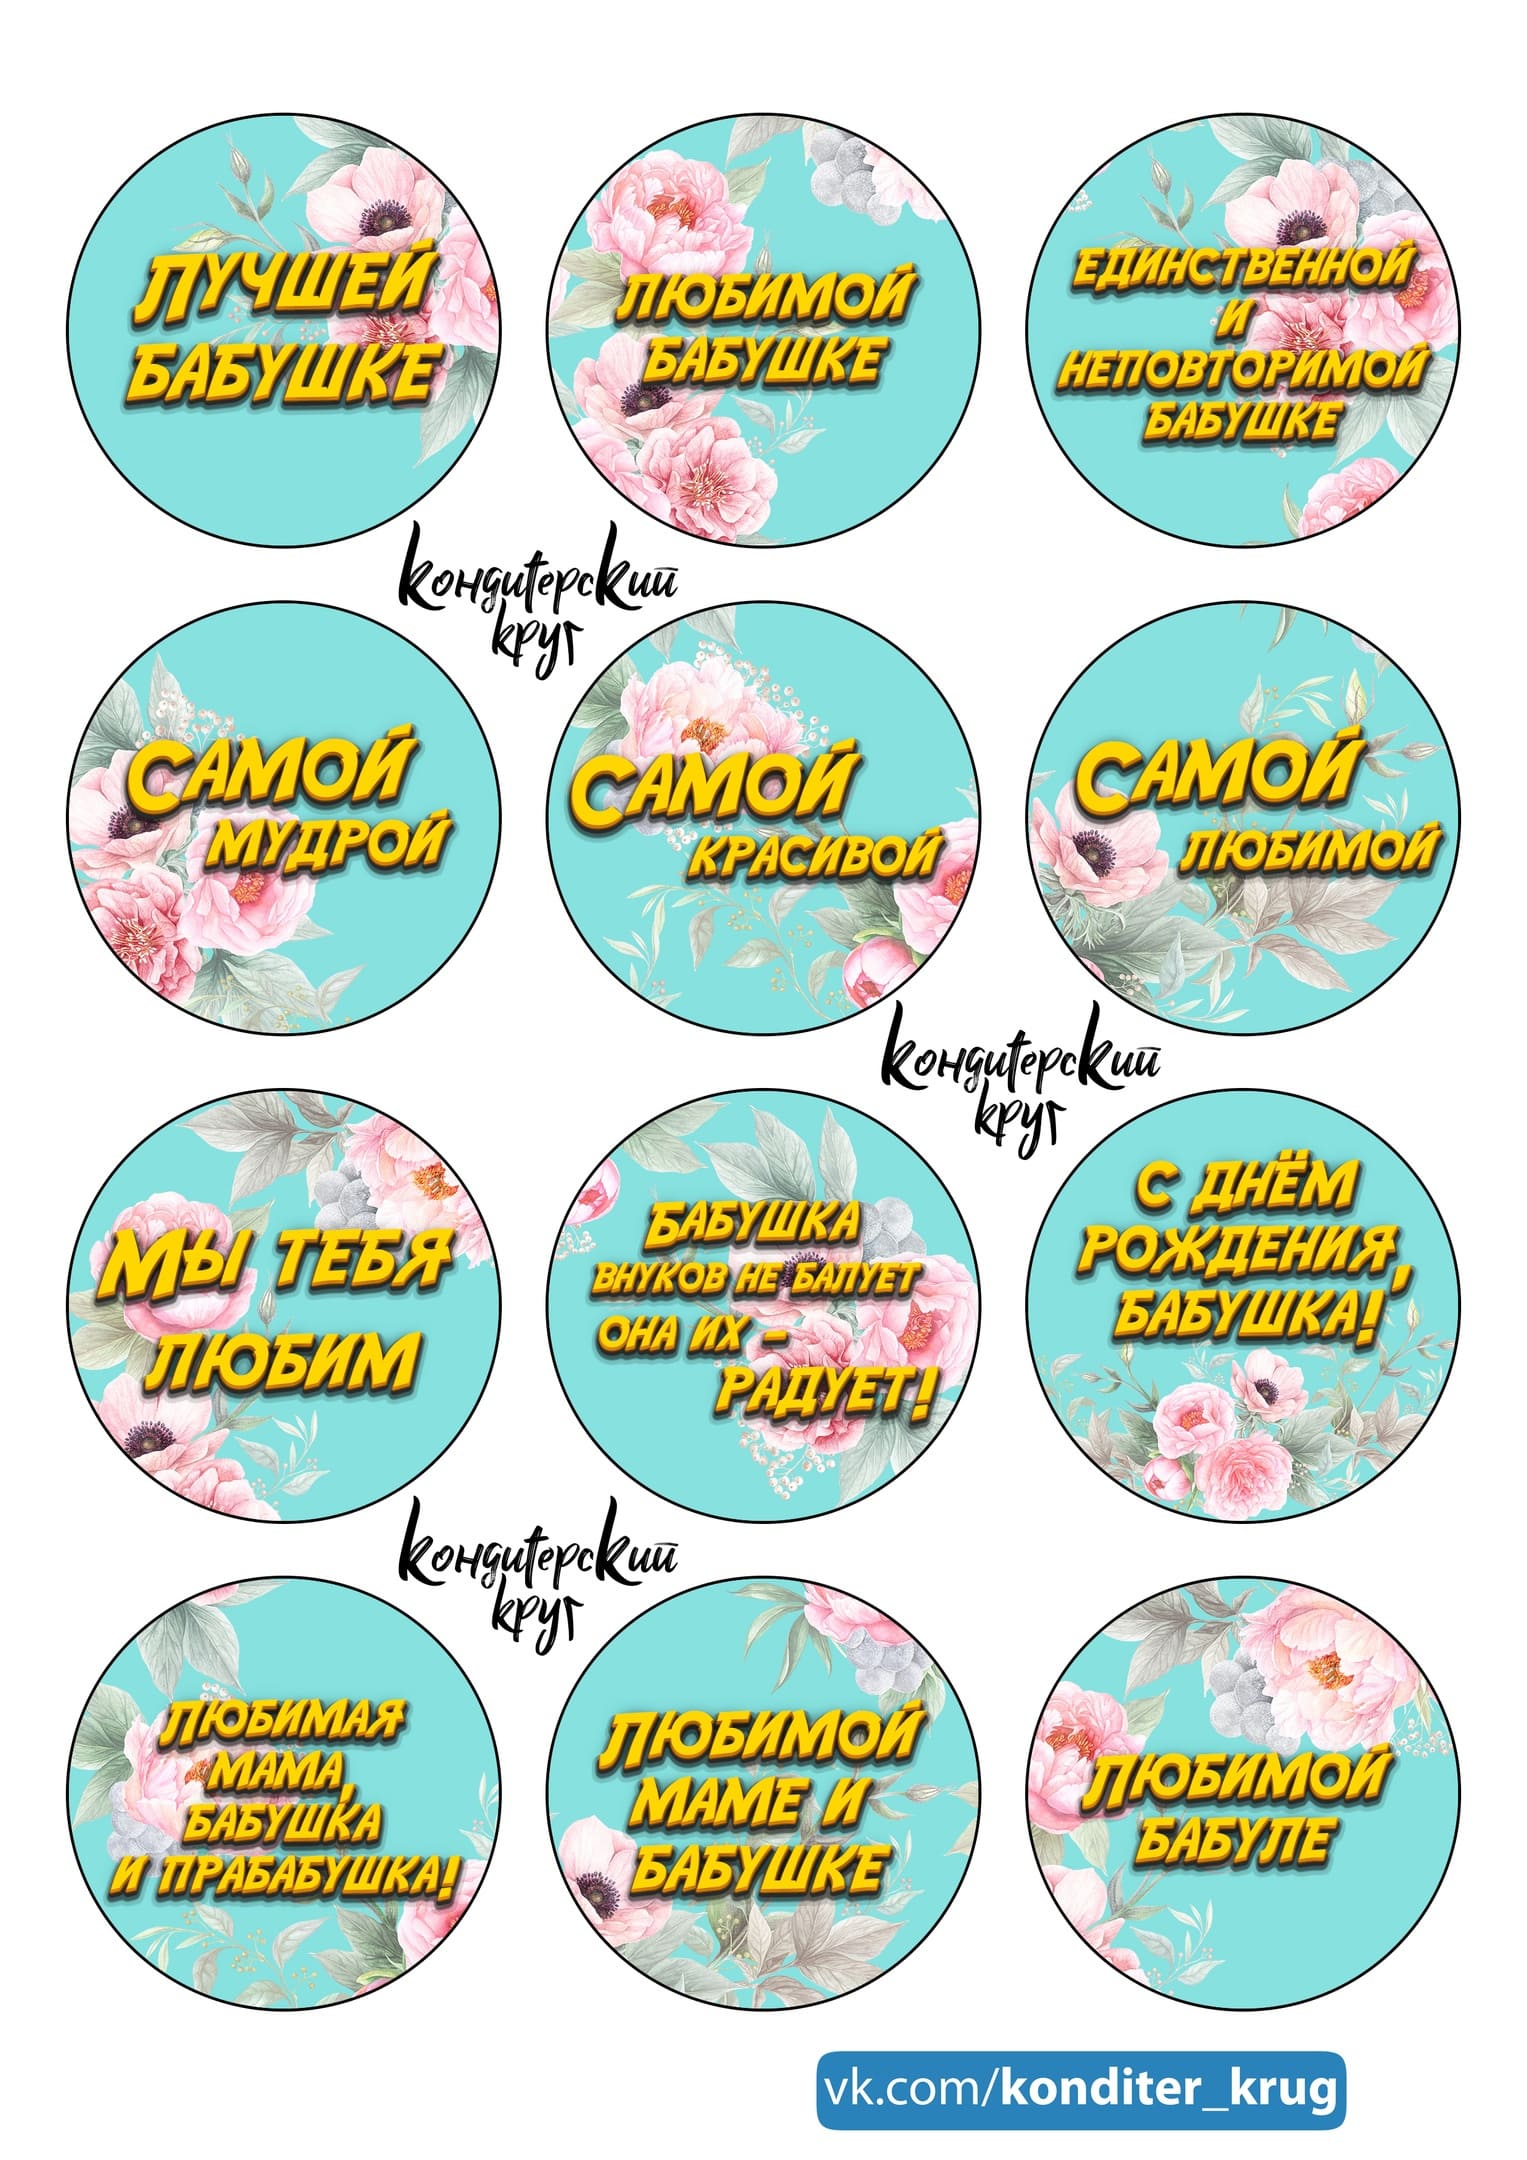 Лучшей
бабушке
любимой
бабушке
единственной
и
неповторимой
бабушке
Кондитерский
круг
Самой
мудрой
Самой
красивой
Самой
любимой
Кондитерский
круг
Мы тебя
любим
Бабушка
внуков не балует
она их -
радует!
С Днём
рождения,
бабушка!
Кондитерский
круг
Любимая
мама,
бабушка
и прабабушка!
Любимой
маме и
бабушке
Любимой
бабуле
vk.com/konditer_krug